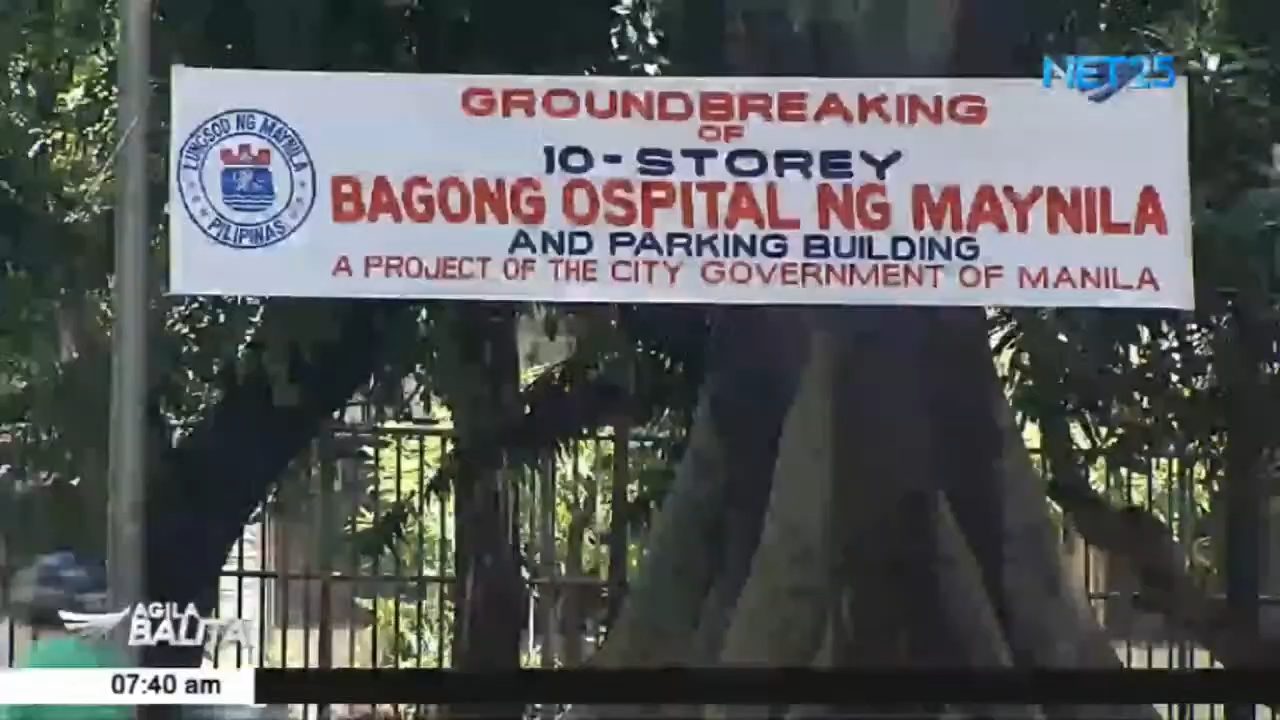 NET25
GROUNDBREAKING
OF
10-STOREY
BAGONG OSPITAL NG MAYNILA
AND PARKING BUILDING
A PROJECT OF THE CITY GOVERNMENT OF MANILA
LUNGSOD NG MAYNILA
PILIPINAS
AGILA
BALITA
07:40 am